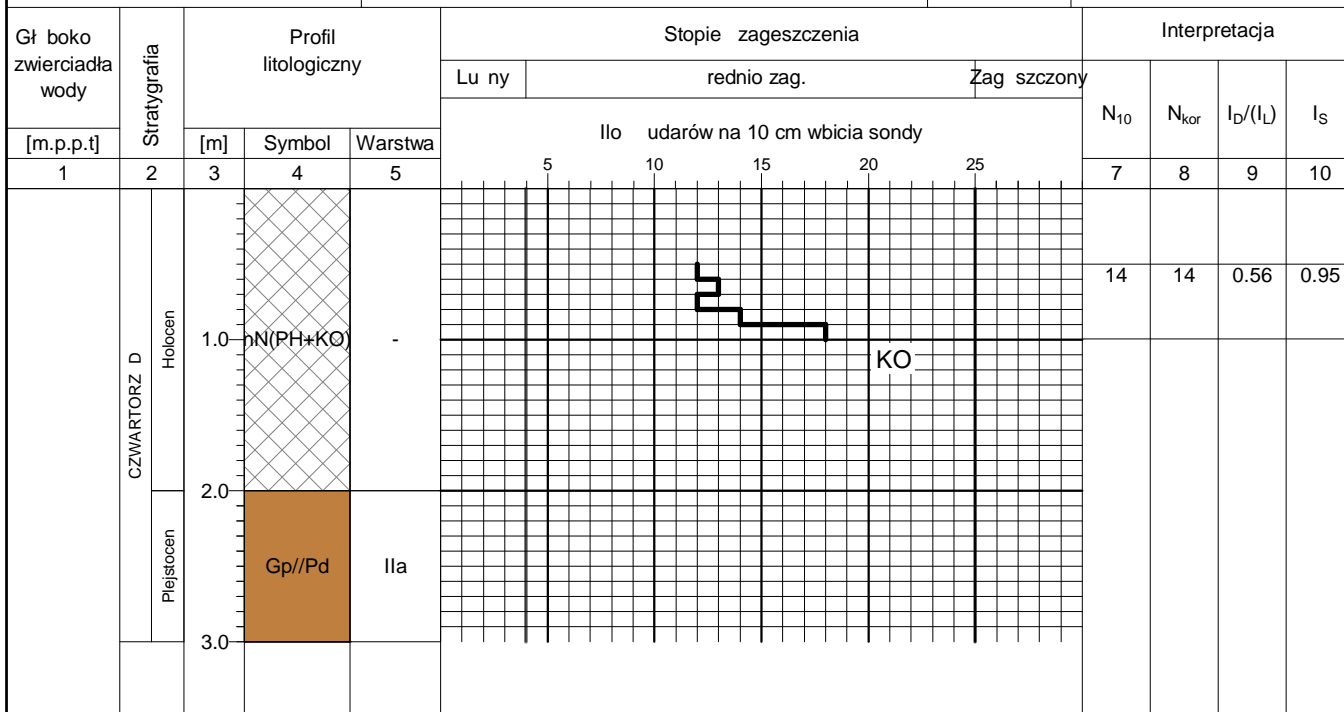 Gł boko
zwierciadła
wody
[m.p.p.t]
Stratygrafia
Profil
litologiczny
[m]
Symbol
Warstwa
Stopie zageszczenia
Lu ny
rednio zag.
Zag szczony
Ilo udarów na 10 cm wbicia sondy
5 10 15 20 25
Interpretacja
N10
Nkor
ID/(IL)
IS
1 2 3 4 5 7 8 9 10
CZWARTORZ D
Holocen
Plejstocen
1.0
nN(PH+KO)
-
KO
14 14 0.56 0.95
2.0
Gp//Pd
IIa
3.0